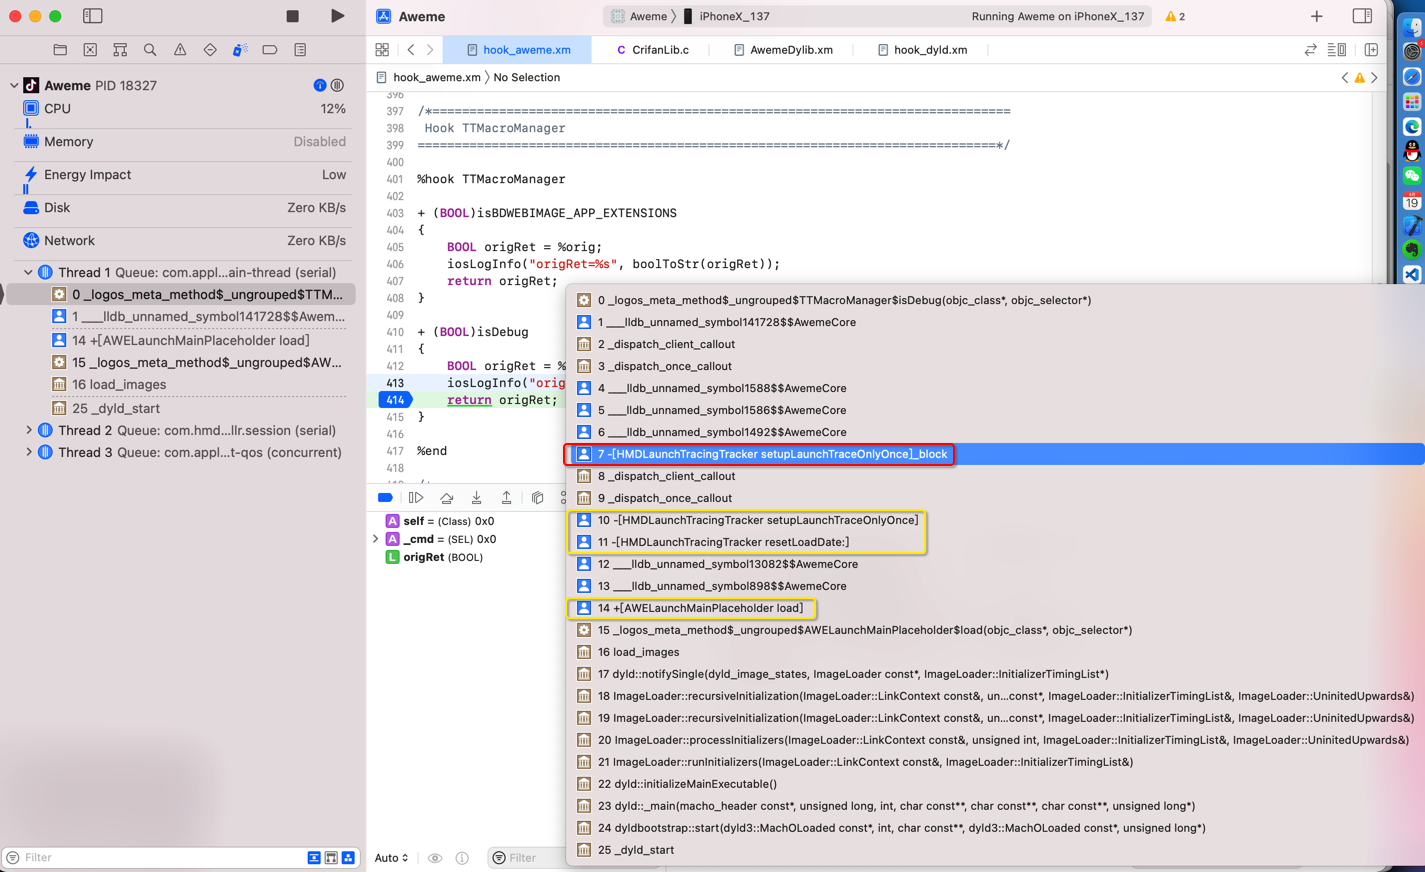 Aweme
Aweme 〉 iPhoneX_137
Running Aweme on iPhoneX_137
2
hook_aweme.xm
C CrifanLib.c
AwemeDylib.xm
hook_dyld.xm
hook_aweme.xm 〉 No Selection
Aweme PID 18327
CPU 12%
Memory Disabled
Energy Impact Low
Disk Zero KB/s
Network Zero KB/s
Thread 1 Queue: com.appl...ain-thread (serial)
0 _logos_meta_method$_ungrouped$TTM...
1 ___lldb_unnamed_symbol141728$$Awem...
14 +[AWELaunchMainPlaceholder load]
15 _logos_meta_method$_ungrouped$AW...
16 load_images
25 _dyld_start
Thread 2 Queue: com.hmd...llr.session (serial)
Thread 3 Queue: com.appl...t-qos (concurrent)
Filter
396
397 /*==============================================================================
398 Hook TTMacroManager
399 ==============================================================================*/
400
401 %hook TTMacroManager
402
403 + (BOOL)isBDWEBIMAGE_APP_EXTENSIONS
404 {
405 BOOL origRet = %orig;
406 iosLogInfo("origRet=%s", boolToStr(origRet));
407 return origRet;
408 }
409
410 + (BOOL)isDebug
411 {
412 BOOL origRet = %
413 iosLogInfo("orig
414 return origRet;
415 }
416
417 %end
418
A self = (Class) 0x0
A _cmd = (SEL) 0x0
L origRet (BOOL)
Auto
Filter
0 _logos_meta_method$_ungrouped$TTMacroManager$isDebug(objc_class*, objc_selector*)
1 ___lldb_unnamed_symbol141728$$AwemeCore
2 _dispatch_client_callout
3 _dispatch_once_callout
4 ___lldb_unnamed_symbol1588$$AwemeCore
5 ___lldb_unnamed_symbol1586$$AwemeCore
6 ___lldb_unnamed_symbol1492$$AwemeCore
7 -[HMDLaunchTracingTracker setupLaunchTraceOnlyOnce]_block
8 _dispatch_client_callout
9 _dispatch_once_callout
10 -[HMDLaunchTracingTracker setupLaunchTraceOnlyOnce]
11 -[HMDLaunchTracingTracker resetLoadDate:]
12 ___lldb_unnamed_symbol13082$$AwemeCore
13 ___lldb_unnamed_symbol898$$AwemeCore
14 +[AWELaunchMainPlaceholder load]
15 _logos_meta_method$_ungrouped$AWELaunchMainPlaceholder$load(objc_class*, objc_selector*)
16 load_images
17 dyld::notifySingle(dyld_image_states, ImageLoader const*, ImageLoader::InitializerTimingList*)
18 ImageLoader::recursiveInitialization(ImageLoader::LinkContext const&, un...const*, ImageLoader::InitializerTimingList&, ImageLoader::UninitedUpwards&)
19 ImageLoader::recursiveInitialization(ImageLoader::LinkContext const&, un...const*, ImageLoader::InitializerTimingList&, ImageLoader::UninitedUpwards&)
20 ImageLoader::processInitializers(ImageLoader::LinkContext const&, unsigned int, ImageLoader::InitializerTimingList&, ImageLoader::UninitedUpwards&)
21 ImageLoader::runInitializers(ImageLoader::LinkContext const&, ImageLoader::InitializerTimingList&)
22 dyld::initializeMainExecutable()
23 dyld::_main(macho_header const*, unsigned long, int, char const**, char const**, char const**, unsigned long*)
24 dyldbootstrap::start(dyld3::MachOLoaded const*, int, char const**, dyld3::MachOLoaded const*, unsigned long*)
25 _dyld_start
19